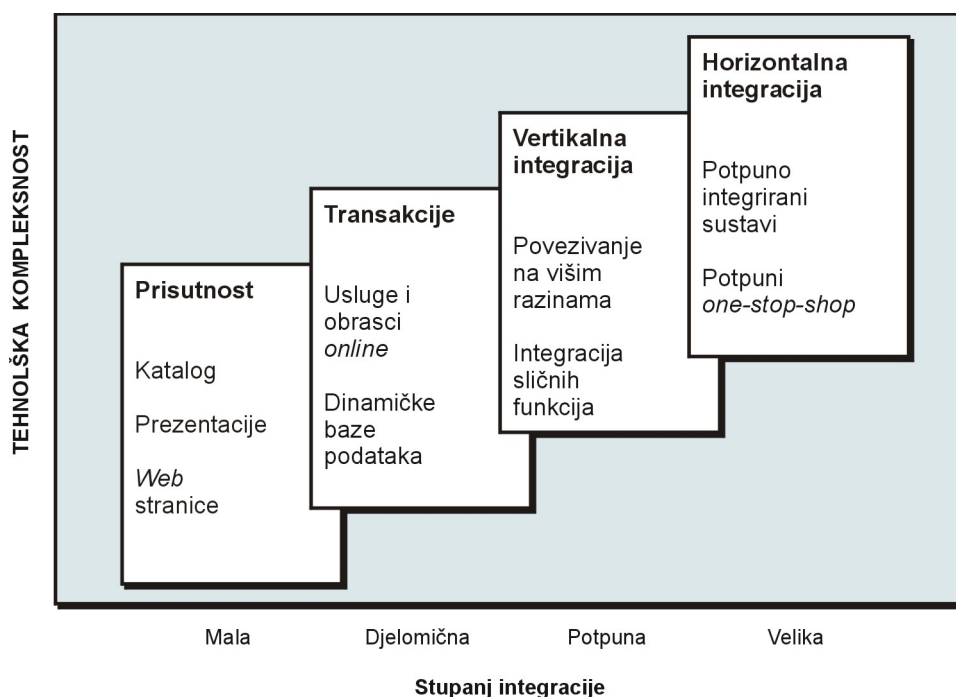 TEHNOLŠKA KOMPLEKSNOST
Prisutnost
Katalog
Prezentacije
Web
stranice
Transakcije
Usluge i
obrasci
online
Dinamičke
baze
podataka
Vertikalna
integracija
Povezivanje
na višim
razinama
Integracija
sličnih
funkcija
Horizontalna
integracija
Potpuno
integrirani
sustavi
Potpuni
one-stop-shop
Mala
Djelomična
Potpuna
Velika
Stupanj integracije